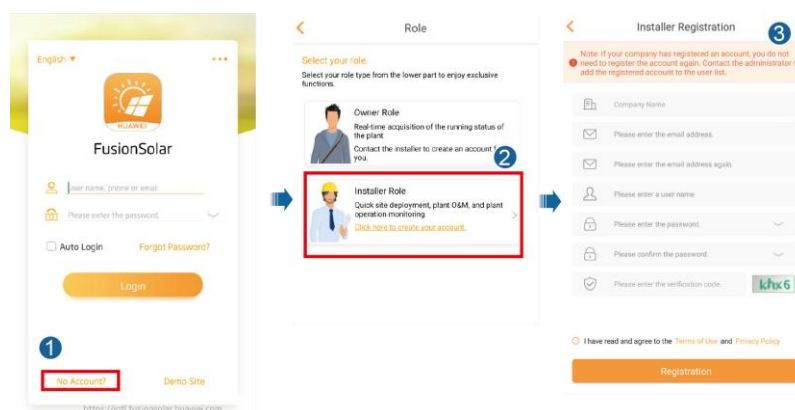 English ▼
HUAWEI
FusionSolar
User name, phone or email
Please enter the password.
Auto Login Forgot Password?
Login
1
No Account? Demo Site
https://intl.fusionsolar.huawei.com
Role
Select your role.
Select your role type from the lower part to enjoy exclusive
functions.
Owner Role
Real-time acquisition of the running status of
the plant
Contact the installer to create an account
you.
2
Installer Role
Quick site deployment, plant O&M, and plant
operation monitoring
Click here to create your account.
Installer Registration
3
Note: If your company has registered an account, you do not
need to register the account again. Contact the administrator
add the registered account to the user list.
Company Name
Please enter the email address.
Please enter the email address again.
Please enter a user name
Please enter the password.
Please confirm the password.
Please enter the verification code.
khx6
I have read and agree to the Terms of Use and Privacy Policy
Registration